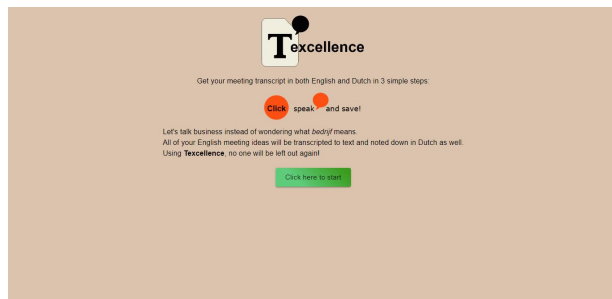 Texcellence
Get your meeting transcript in both English and Dutch in 3 simple steps:
Click speak and save!
Let's talk business instead of wondering what bedrijf means.
All of your English meeting ideas will be transcripted to text and noted down in Dutch as well.
Using Texcellence, no one will be left out again!
Click here to start